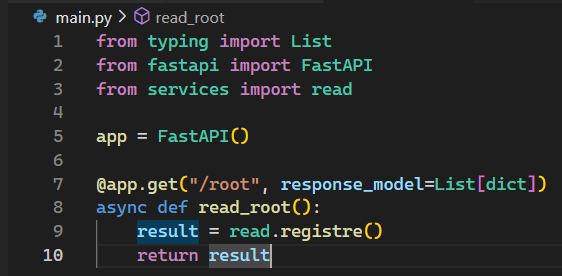 main.py > read_root
1 from typing import List
2 from fastapi import FastAPI
3 from services import read
4
5 app = FastAPI()
6
7 @app.get("/root", response_model=List[dict])
8 async def read_root():
9     result = read.registre()
10     return result